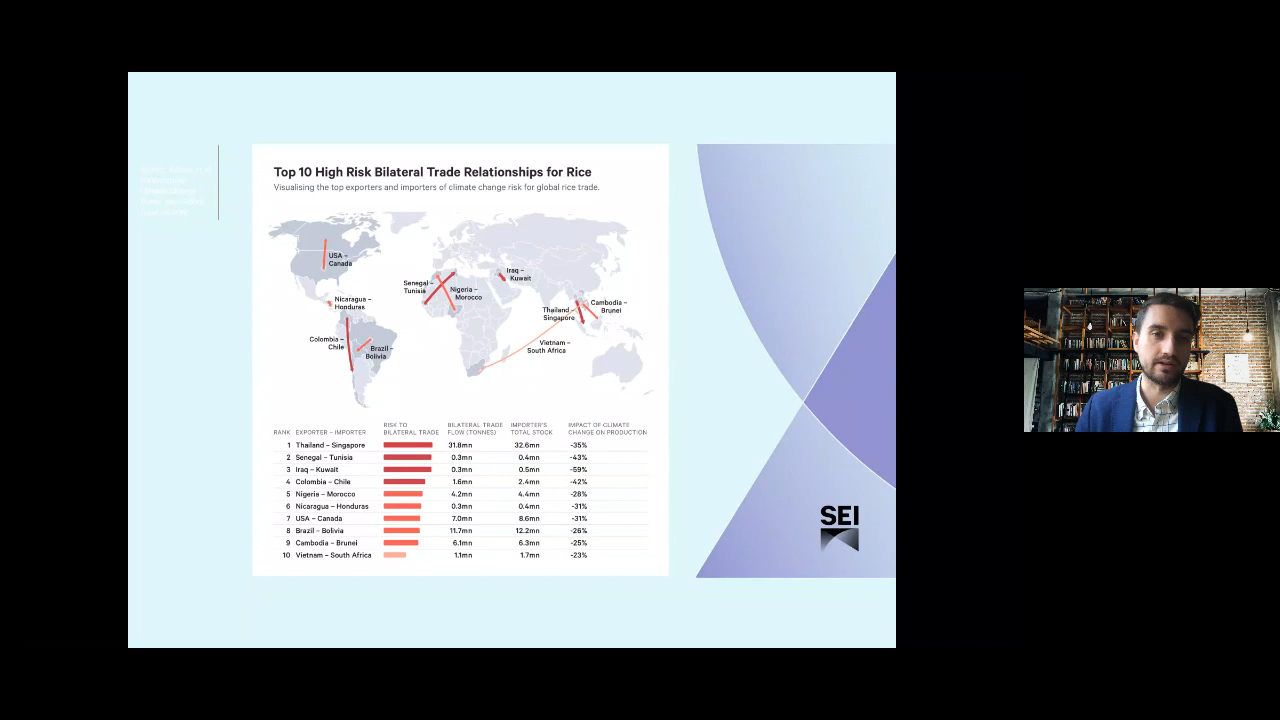 Top 10 High Risk Bilateral Trade Relationships for Rice
Visualising the top exporters and importers of climate change risk for global rice trade.
USA –
Canada
Nicaragua –
Honduras
Colombia –
Chile
Brazil –
Bolivia
Senegal –
Tunisia
Nigeria –
Morocco
Iraq –
Kuwait
Thailand
Singapore
Cambodia –
Brunei
Vietnam –
South Africa
RANK EXPORTER – IMPORTER RISK TO BILATERAL TRADE BILATERAL TRADE FLOW (TONNES) IMPORTER'S TOTAL STOCK IMPACT OF CLIMATE CHANGE ON PRODUCTION
1 Thailand – Singapore 31.8mn 32.6mn -35%
2 Senegal – Tunisia 0.3mn 0.4mn -43%
3 Iraq – Kuwait 0.3mn 0.5mn -59%
4 Colombia – Chile 1.6mn 2.4mn -42%
5 Nigeria – Morocco 4.2mn 4.4mn -28%
6 Nicaragua – Honduras 0.3mn 0.4mn -31%
7 USA – Canada 7.0mn 8.6mn -31%
8 Brazil – Bolivia 11.7mn 12.2mn -26%
9 Cambodia – Brunei 6.1mn 6.3mn -25%
10 Vietnam – South Africa 1.1mn 1.7mn -23%
SEI